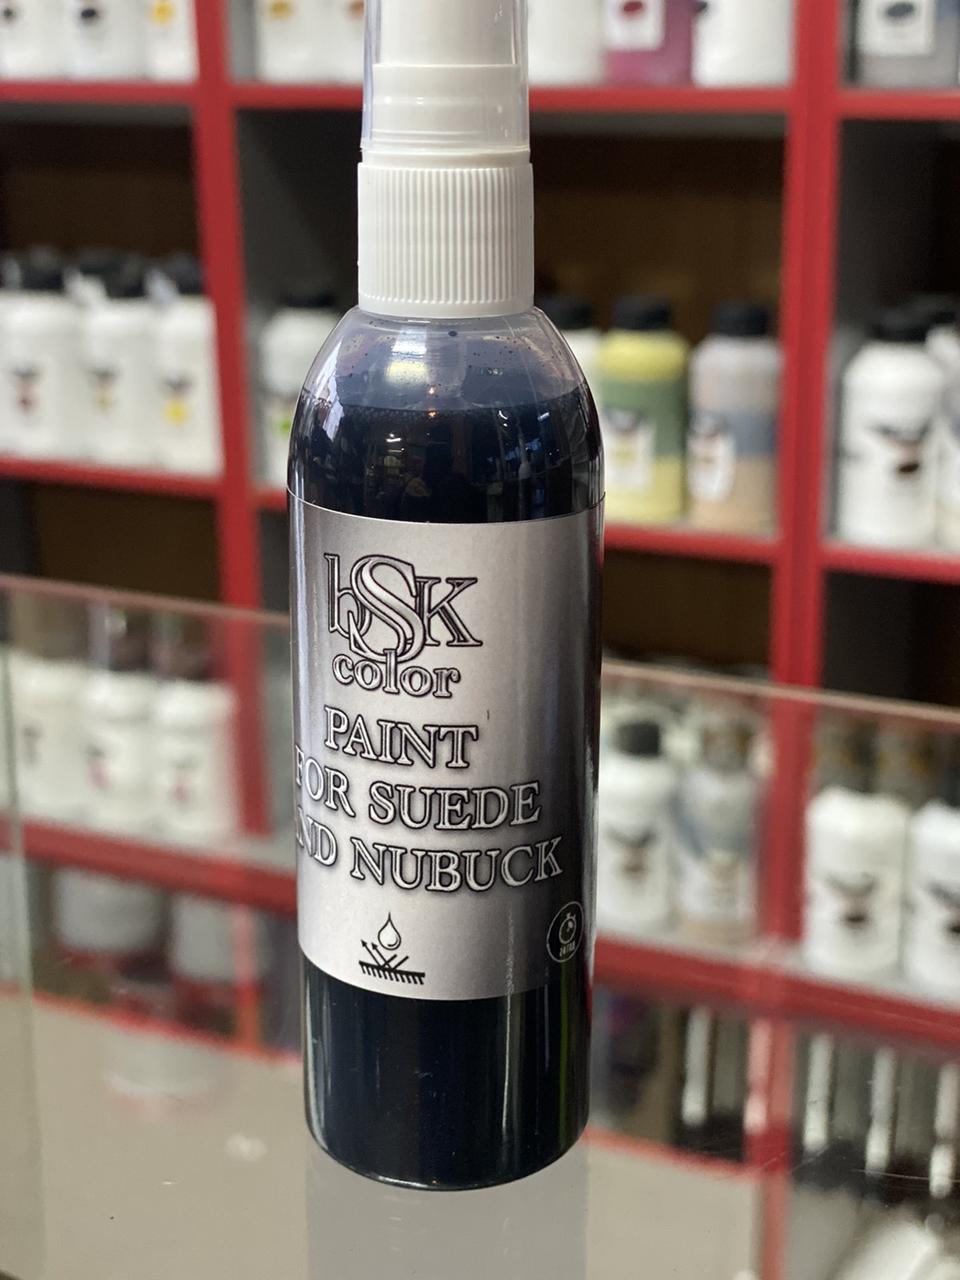 bSK
color
PAINT
FOR SUEDE
AND NUBUCK